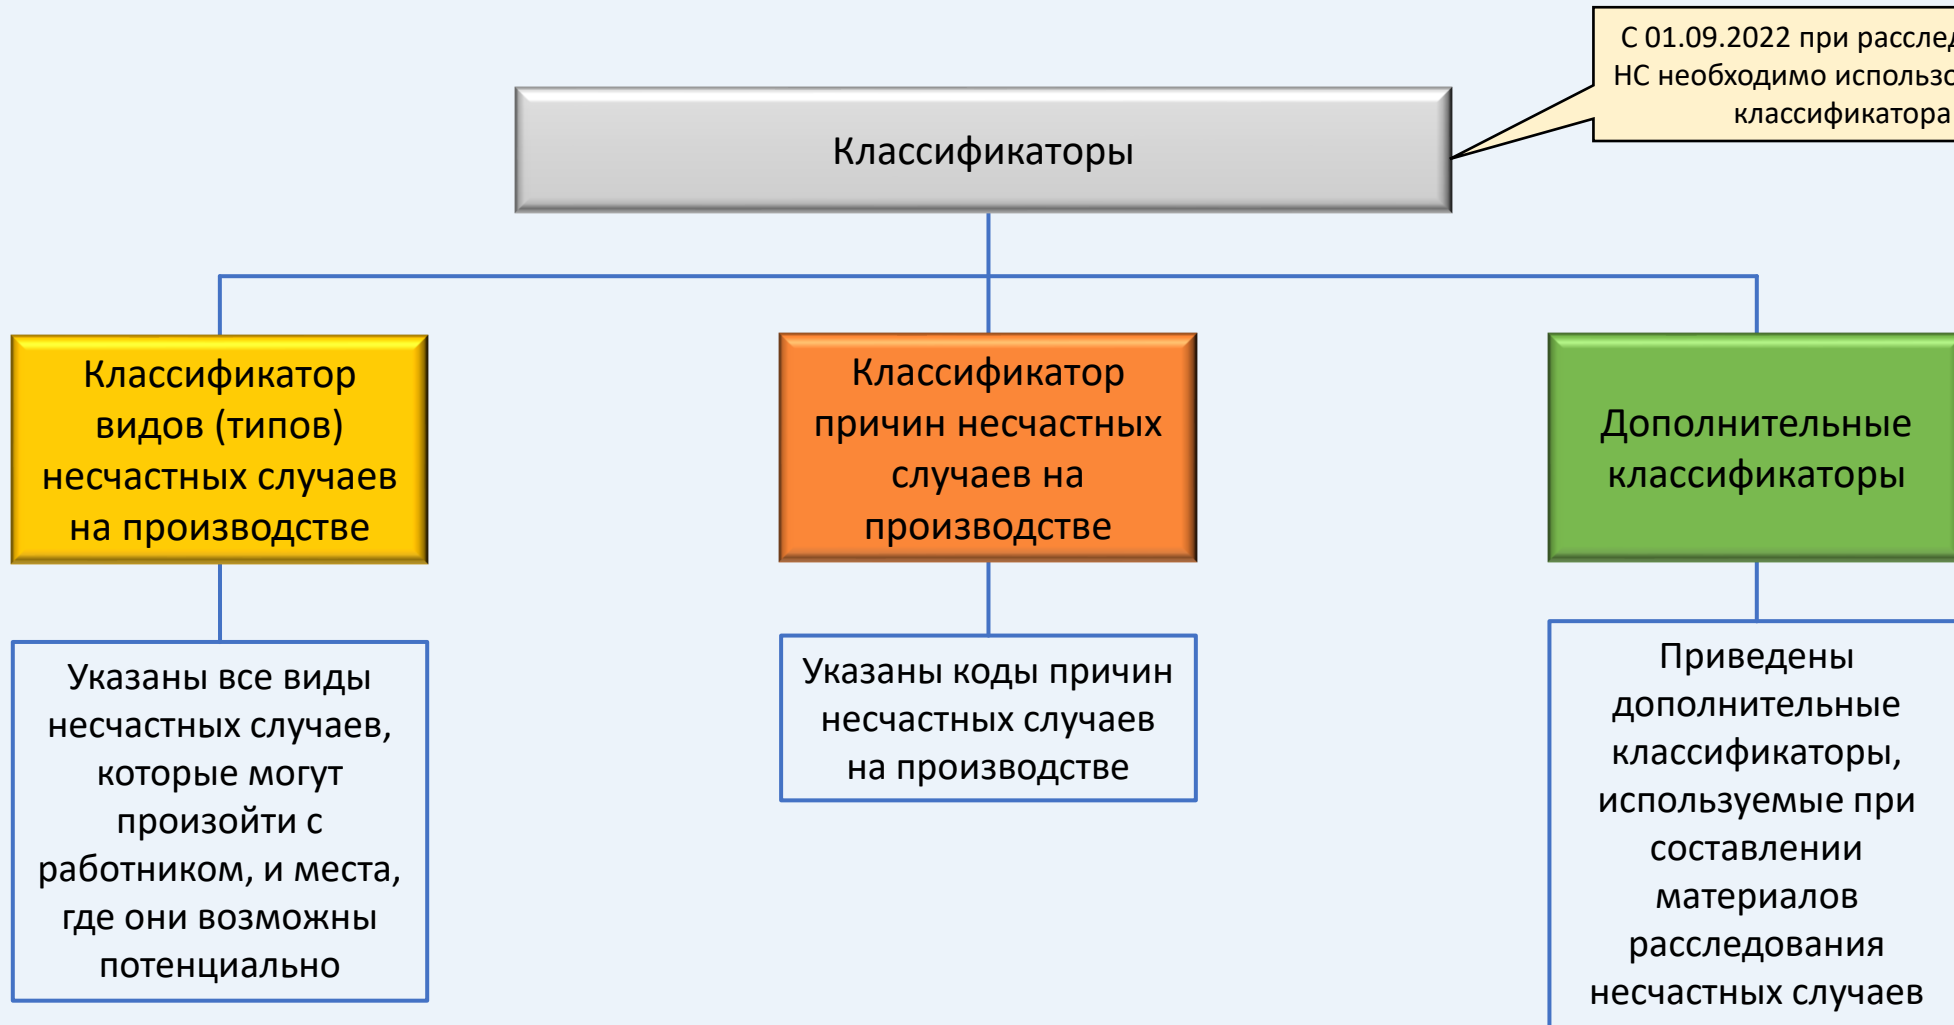 С 01.09.2022 при
НС необходимо
классификатора
Классификаторы
Классификатор
видов (типов)
несчастных случаев
на производстве
Классификатор
причин несчастных
случаев на
производстве
Дополнительные
классификаторы
Указаны все виды
несчастных случаев,
которые могут
произойти с
работником, и места,
где они возможны
потенциально
Указаны коды причин
несчастных случаев
на производстве
Приведены
дополнительные
классификаторы,
используемые при
составлении
материалов
расследования
несчастных случаев